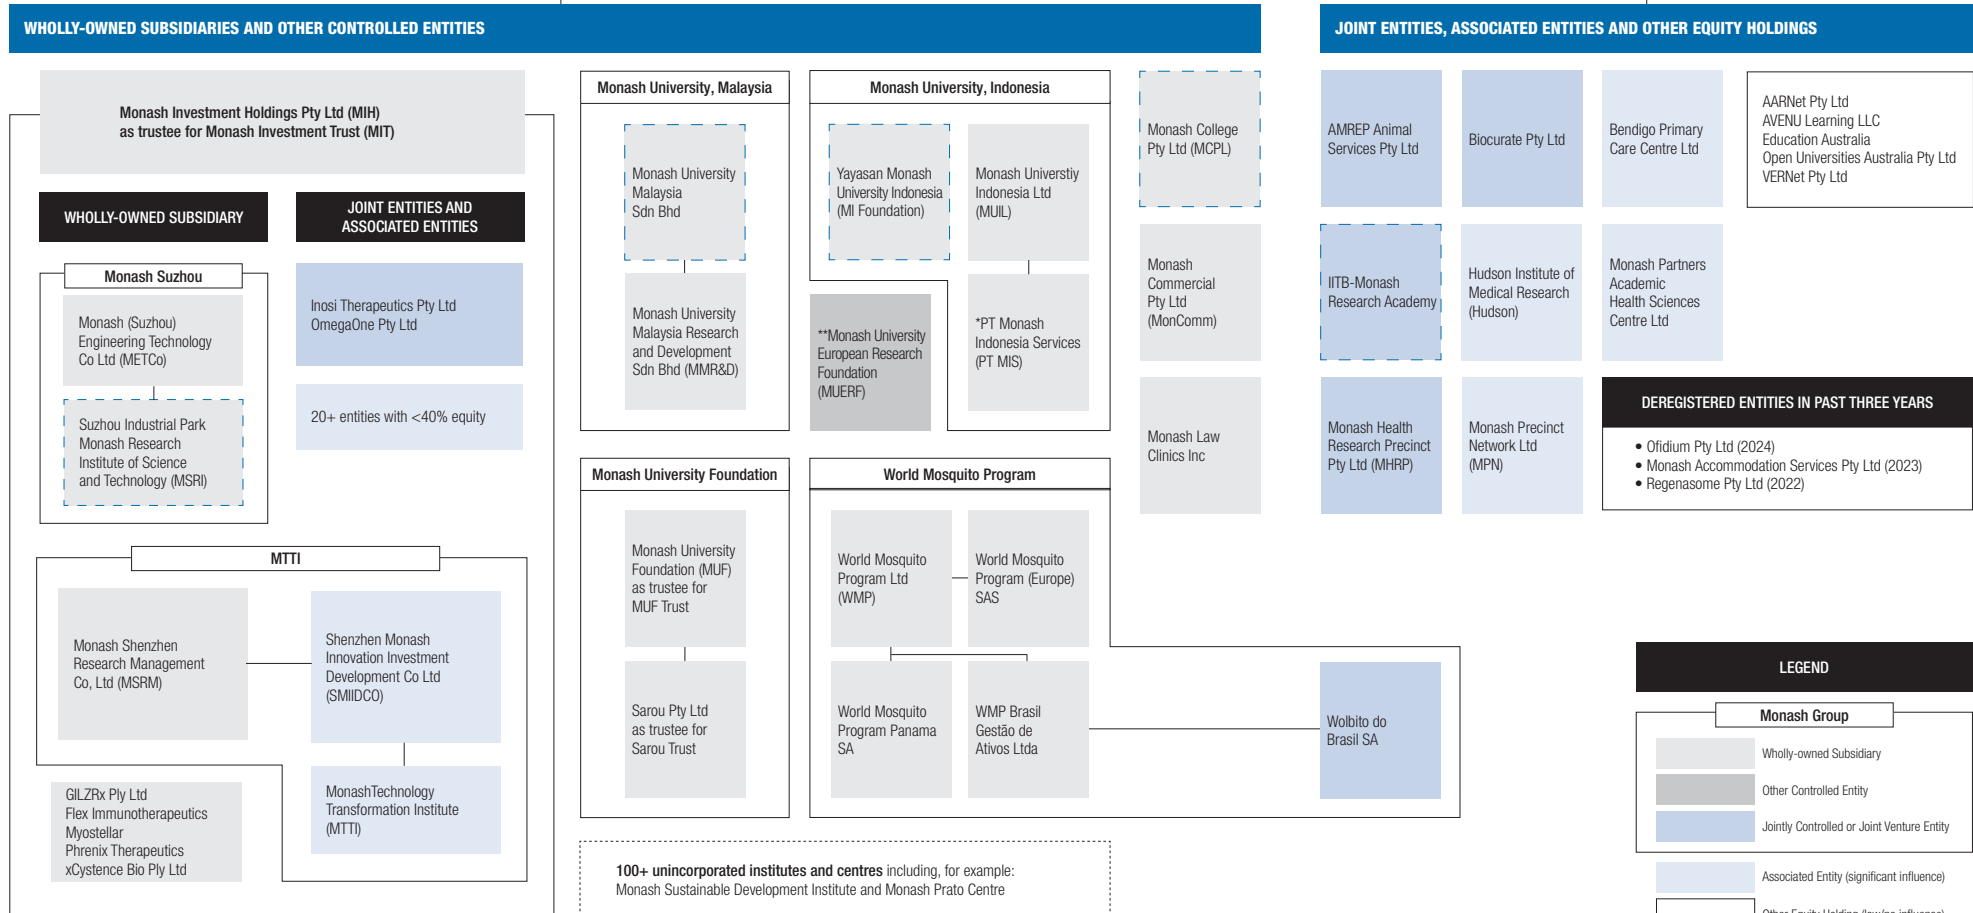 WHOLLY-OWNED SUBSIDIARIES AND OTHER CONTROLLED ENTITIES
Monash Investment Holdings Pty Ltd (MIH)
as trustee for Monash Investment Trust (MIT)
WHOLLY-OWNED SUBSIDIARY
JOINT ENTITIES AND
ASSOCIATED ENTITIES
Monash Suzhou
Monash (Suzhou)
Engineering Technology
Co Ltd (METCo)
Suzhou Industrial Park
Monash Research
Institute of Science
and Technology (MSRI)
Inosi Therapeutics Pty Ltd
OmegaOne Pty Ltd
20+ entities with <40% equity
MTTI
Monash Shenzhen
Research Management
Co, Ltd (MSRM)
Shenzhen Monash
Innovation Investment
Development Co Ltd
(SMIIDCO)
MonashTechnology
Transformation Institute
(MTTI)
GILZRx Ply Ltd
Flex Immunotherapeutics
Myostellar
Phrenix Therapeutics
xCystence Bio Ply Ltd
Monash University, Malaysia
Monash University
Malaysia
Sdn Bhd
Monash University
Malaysia Research
and Development
Sdn Bhd (MMR&D)
Monash University, Indonesia
Yayasan Monash
University Indonesia
(MI Foundation)
Monash Universtiy
Indonesia Ltd
(MUIL)
**Monash University
European Research
Foundation
(MUERF)
*PT Monash
Indonesia Services
(PT MIS)
Monash University Foundation
Monash University
Foundation (MUF)
as trustee for
MUF Trust
Sarou Pty Ltd
as trustee for
Sarou Trust
World Mosquito Program
World Mosquito
Program Ltd
(WMP)
World Mosquito
Program (Europe)
SAS
World Mosquito
Program Panama
SA
WMP Brasil
Gestão de
Ativos Ltda
Wolbito do
Brasil SA
100+ unincorporated institutes and centres including, for example:
Monash Sustainable Development Institute and Monash Prato Centre
Monash College
Pty Ltd (MCPL)
Monash
Commercial
Pty Ltd
(MonComm)
Monash Law
Clinics Inc
JOINT ENTITIES, ASSOCIATED ENTITIES AND OTHER EQUITY HOLDINGS
AMREP Animal
Services Pty Ltd
Biocurate Pty Ltd
Bendigo Primary
Care Centre Ltd
AARNet Pty Ltd
AVENU Learning LLC
Education Australia
Open Universities Australia Pty Ltd
VERNet Pty Ltd
IITB-Monash
Research Academy
Hudson Institute of
Medical Research
(Hudson)
Monash Partners
Academic
Health Sciences
Centre Ltd
Monash Health
Research Precinct
Pty Ltd (MHRP)
Monash Precinct
Network Ltd
(MPN)
DEREGISTERED ENTITIES IN PAST THREE YEARS
• Ofidium Pty Ltd (2024)
• Monash Accommodation Services Pty Ltd (2023)
• Regenasome Pty Ltd (2022)
LEGEND
Monash Group
Wholly-owned Subsidiary
Other Controlled Entity
Jointly Controlled or Joint Venture Entity
Associated Entity (significant influence)
Other Equity Holding (low/no influence)